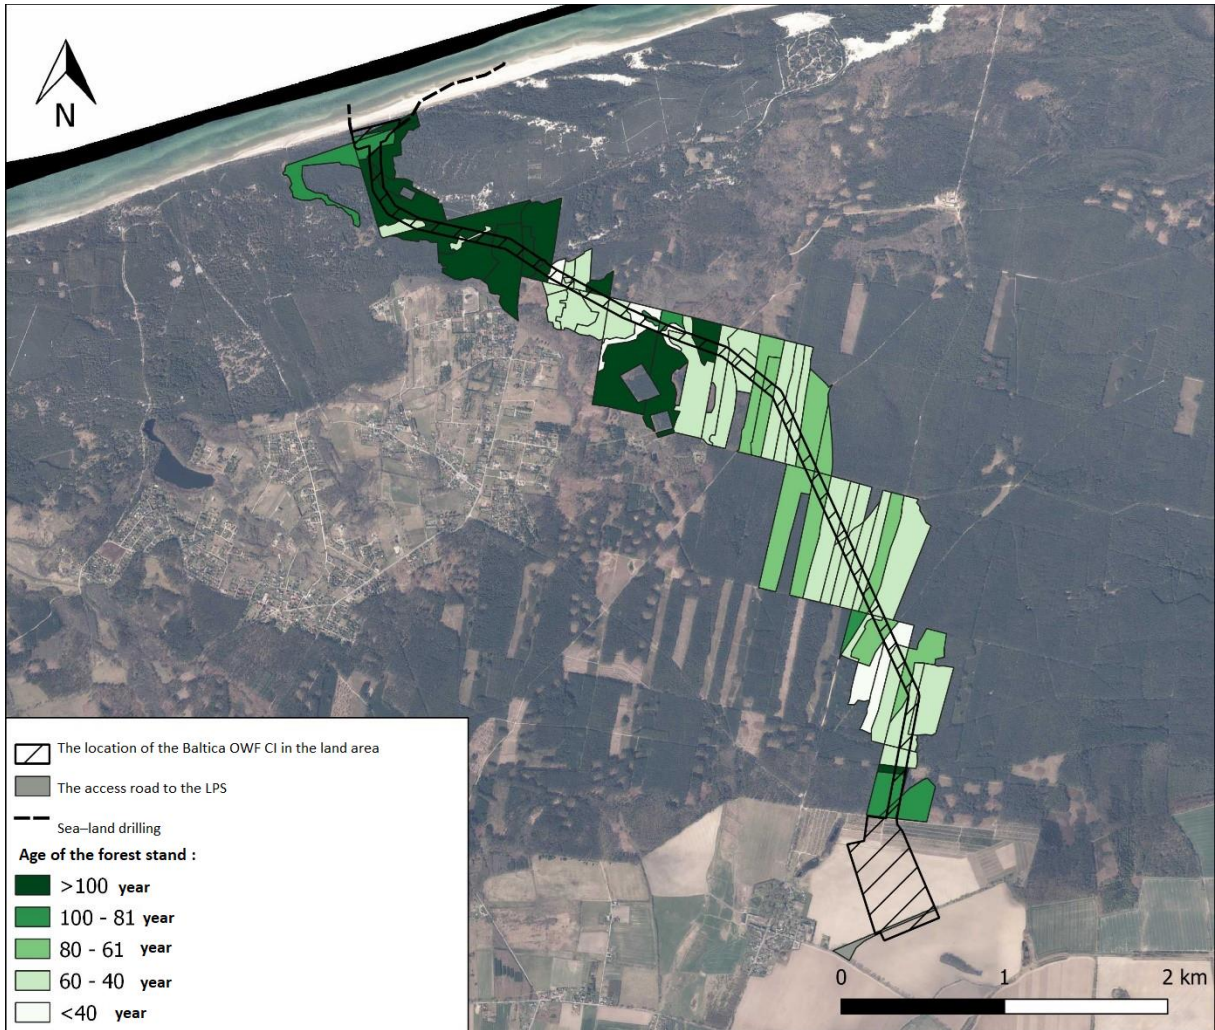 N
The location of the Baltica OWF CI in the land area
The access road to the LPS
Sea–land drilling
Age of the forest stand :
>100 year
100 - 81 year
80 - 61 year
60 - 40 year
<40 year
0 1 2 km